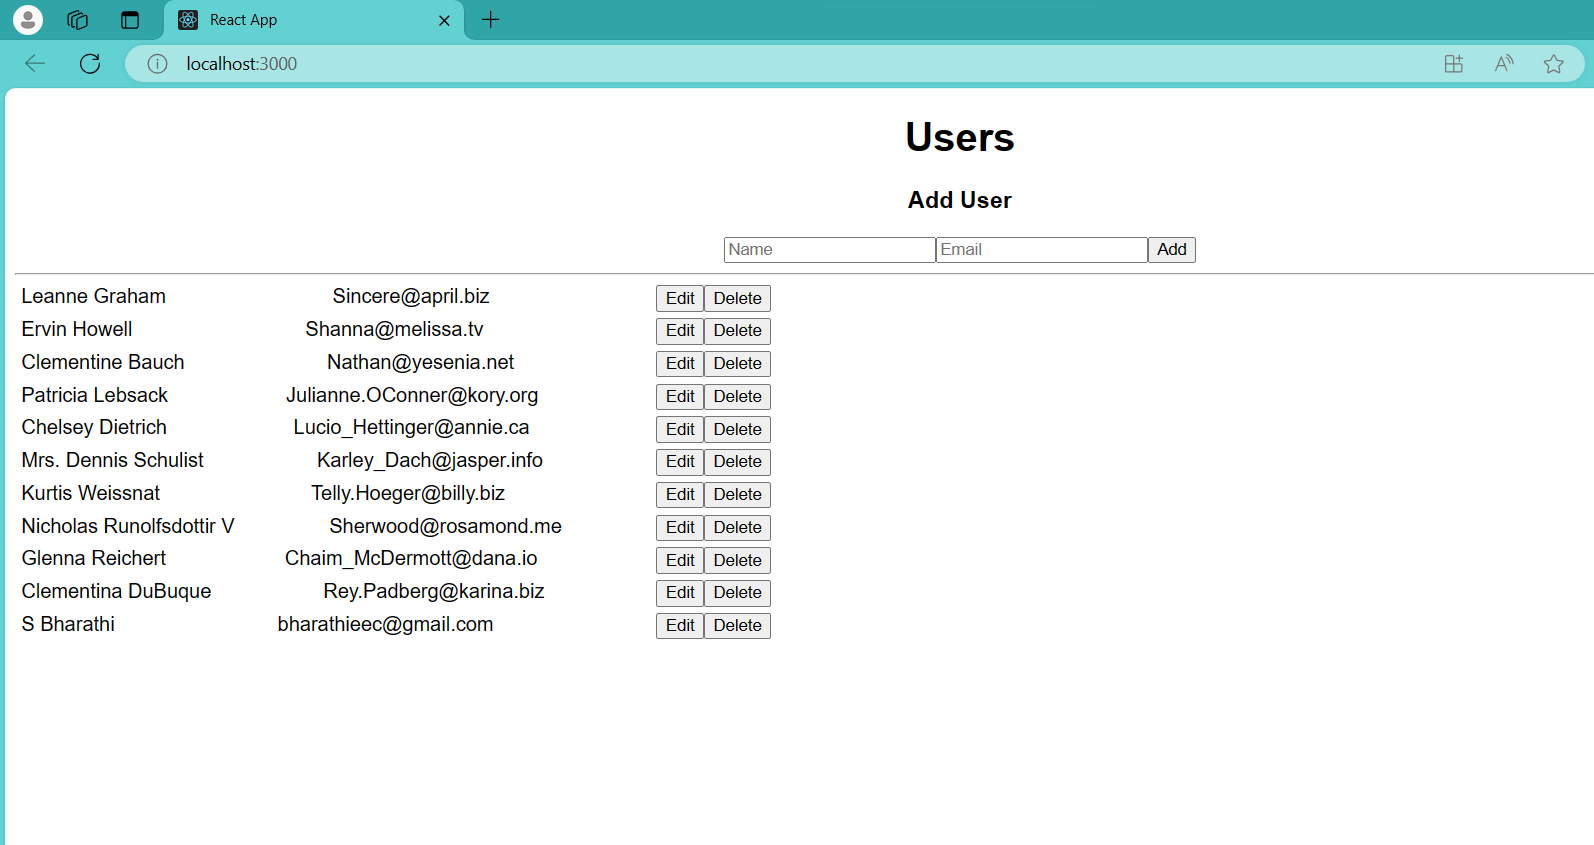 React App
localhost:3000
Users
Add User
Name Email Add
Leanne Graham Sincere@april.biz Edit Delete
Ervin Howell Shanna@melissa.tv Edit Delete
Clementine Bauch Nathan@yesenia.net Edit Delete
Patricia Lebsack Julianne.OConner@kory.org Edit Delete
Chelsey Dietrich Lucio_Hettinger@annie.ca Edit Delete
Mrs. Dennis Schulist Karley_Dach@jasper.info Edit Delete
Kurtis Weissnat Telly.Hoeger@billy.biz Edit Delete
Nicholas Runolfsdottir V Sherwood@rosamond.me Edit Delete
Glenna Reichert Chaim_McDermott@dana.io Edit Delete
Clementina DuBuque Rey.Padberg@karina.biz Edit Delete
S Bharathi bharathieec@gmail.com Edit Delete